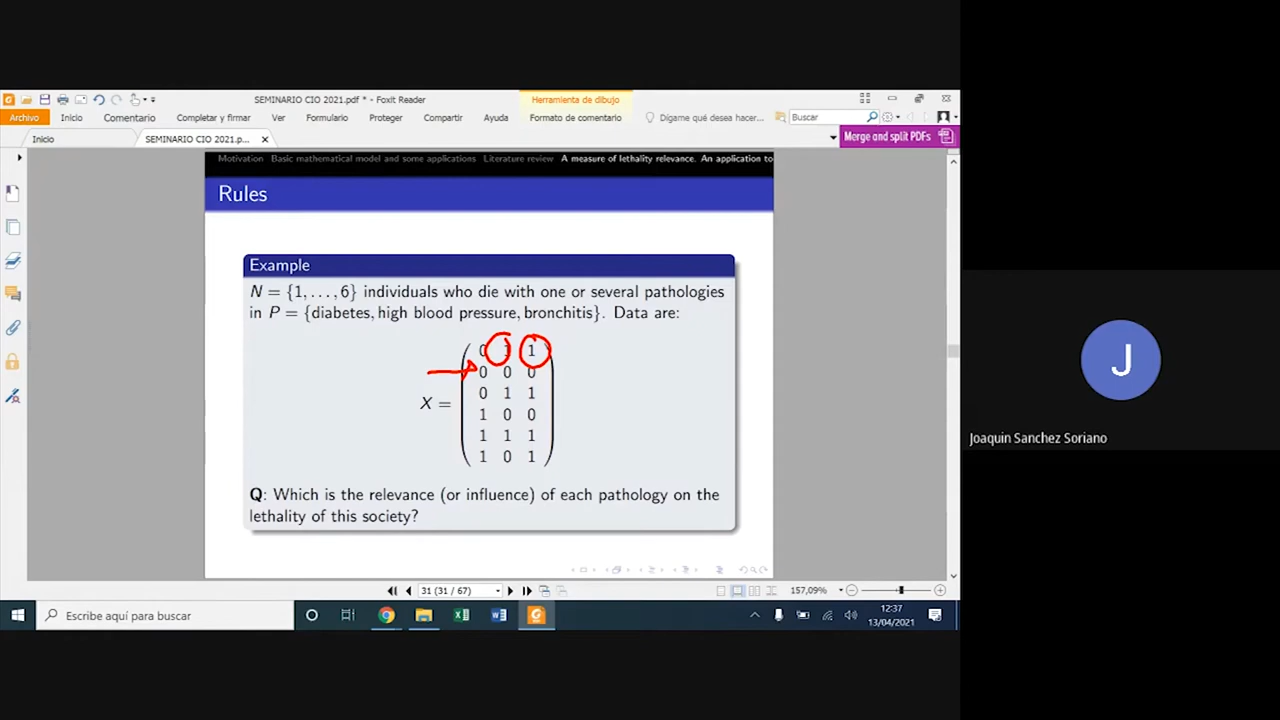 SEMINARIO CIO 2021.pdf * - Foxit Reader
Herramienta de dibujo
Archivo Inicio Comentario Completar y firmar Ver Formulario Proteger Compartir Ayuda Formato de comentario Dígame qué desea hacer... Buscar
Inicio SEMINARIO CIO 2021.p...
Merge and split PDFs
Motivation Basic mathematical model and some applications Literature review A measure of lethality relevance. An application to
Rules
Example
N = {1, . . . , 6} individuals who die with one or several pathologies
in P = {diabetes, high blood pressure, bronchitis}. Data are:
0 1 1
0 0 0
0 1 1
X =
1 0 0
1 1 1
1 0 1
Q: Which is the relevance (or influence) of each pathology on the
lethality of this society?
31 (31 / 67)
157,09%
Escribe aquí para buscar
12:37
13/04/2021
J
Joaquin Sanchez Soriano